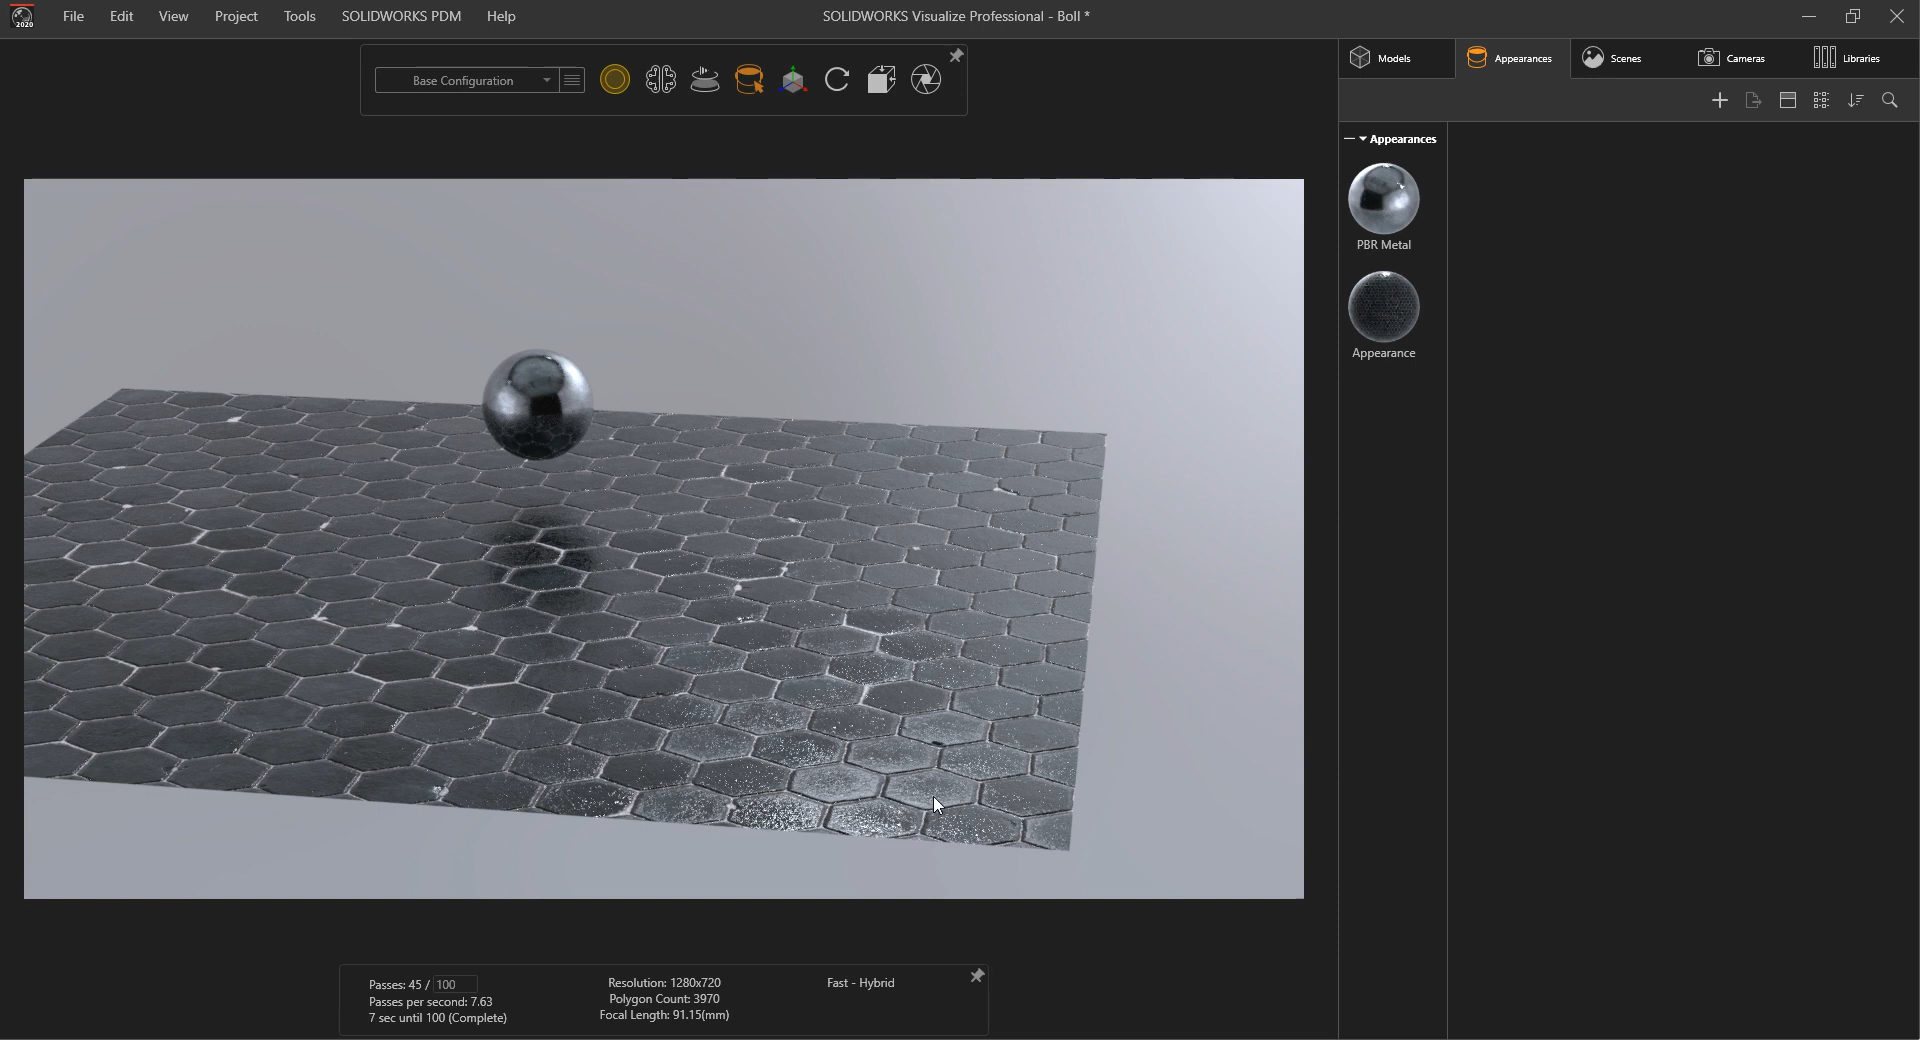 2020
File Edit View Project Tools SOLIDWORKS PDM Help
SOLIDWORKS Visualize Professional - Boll *
Base Configuration
Models
Appearances
Scenes
Cameras
Libraries
Appearances
PBR Metal
Appearance
Passes: 45 / 100
Passes per second: 7.63
7 sec until 100 (Complete)
Resolution: 1280x720
Polygon Count: 3970
Focal Length: 91.15(mm)
Fast - Hybrid